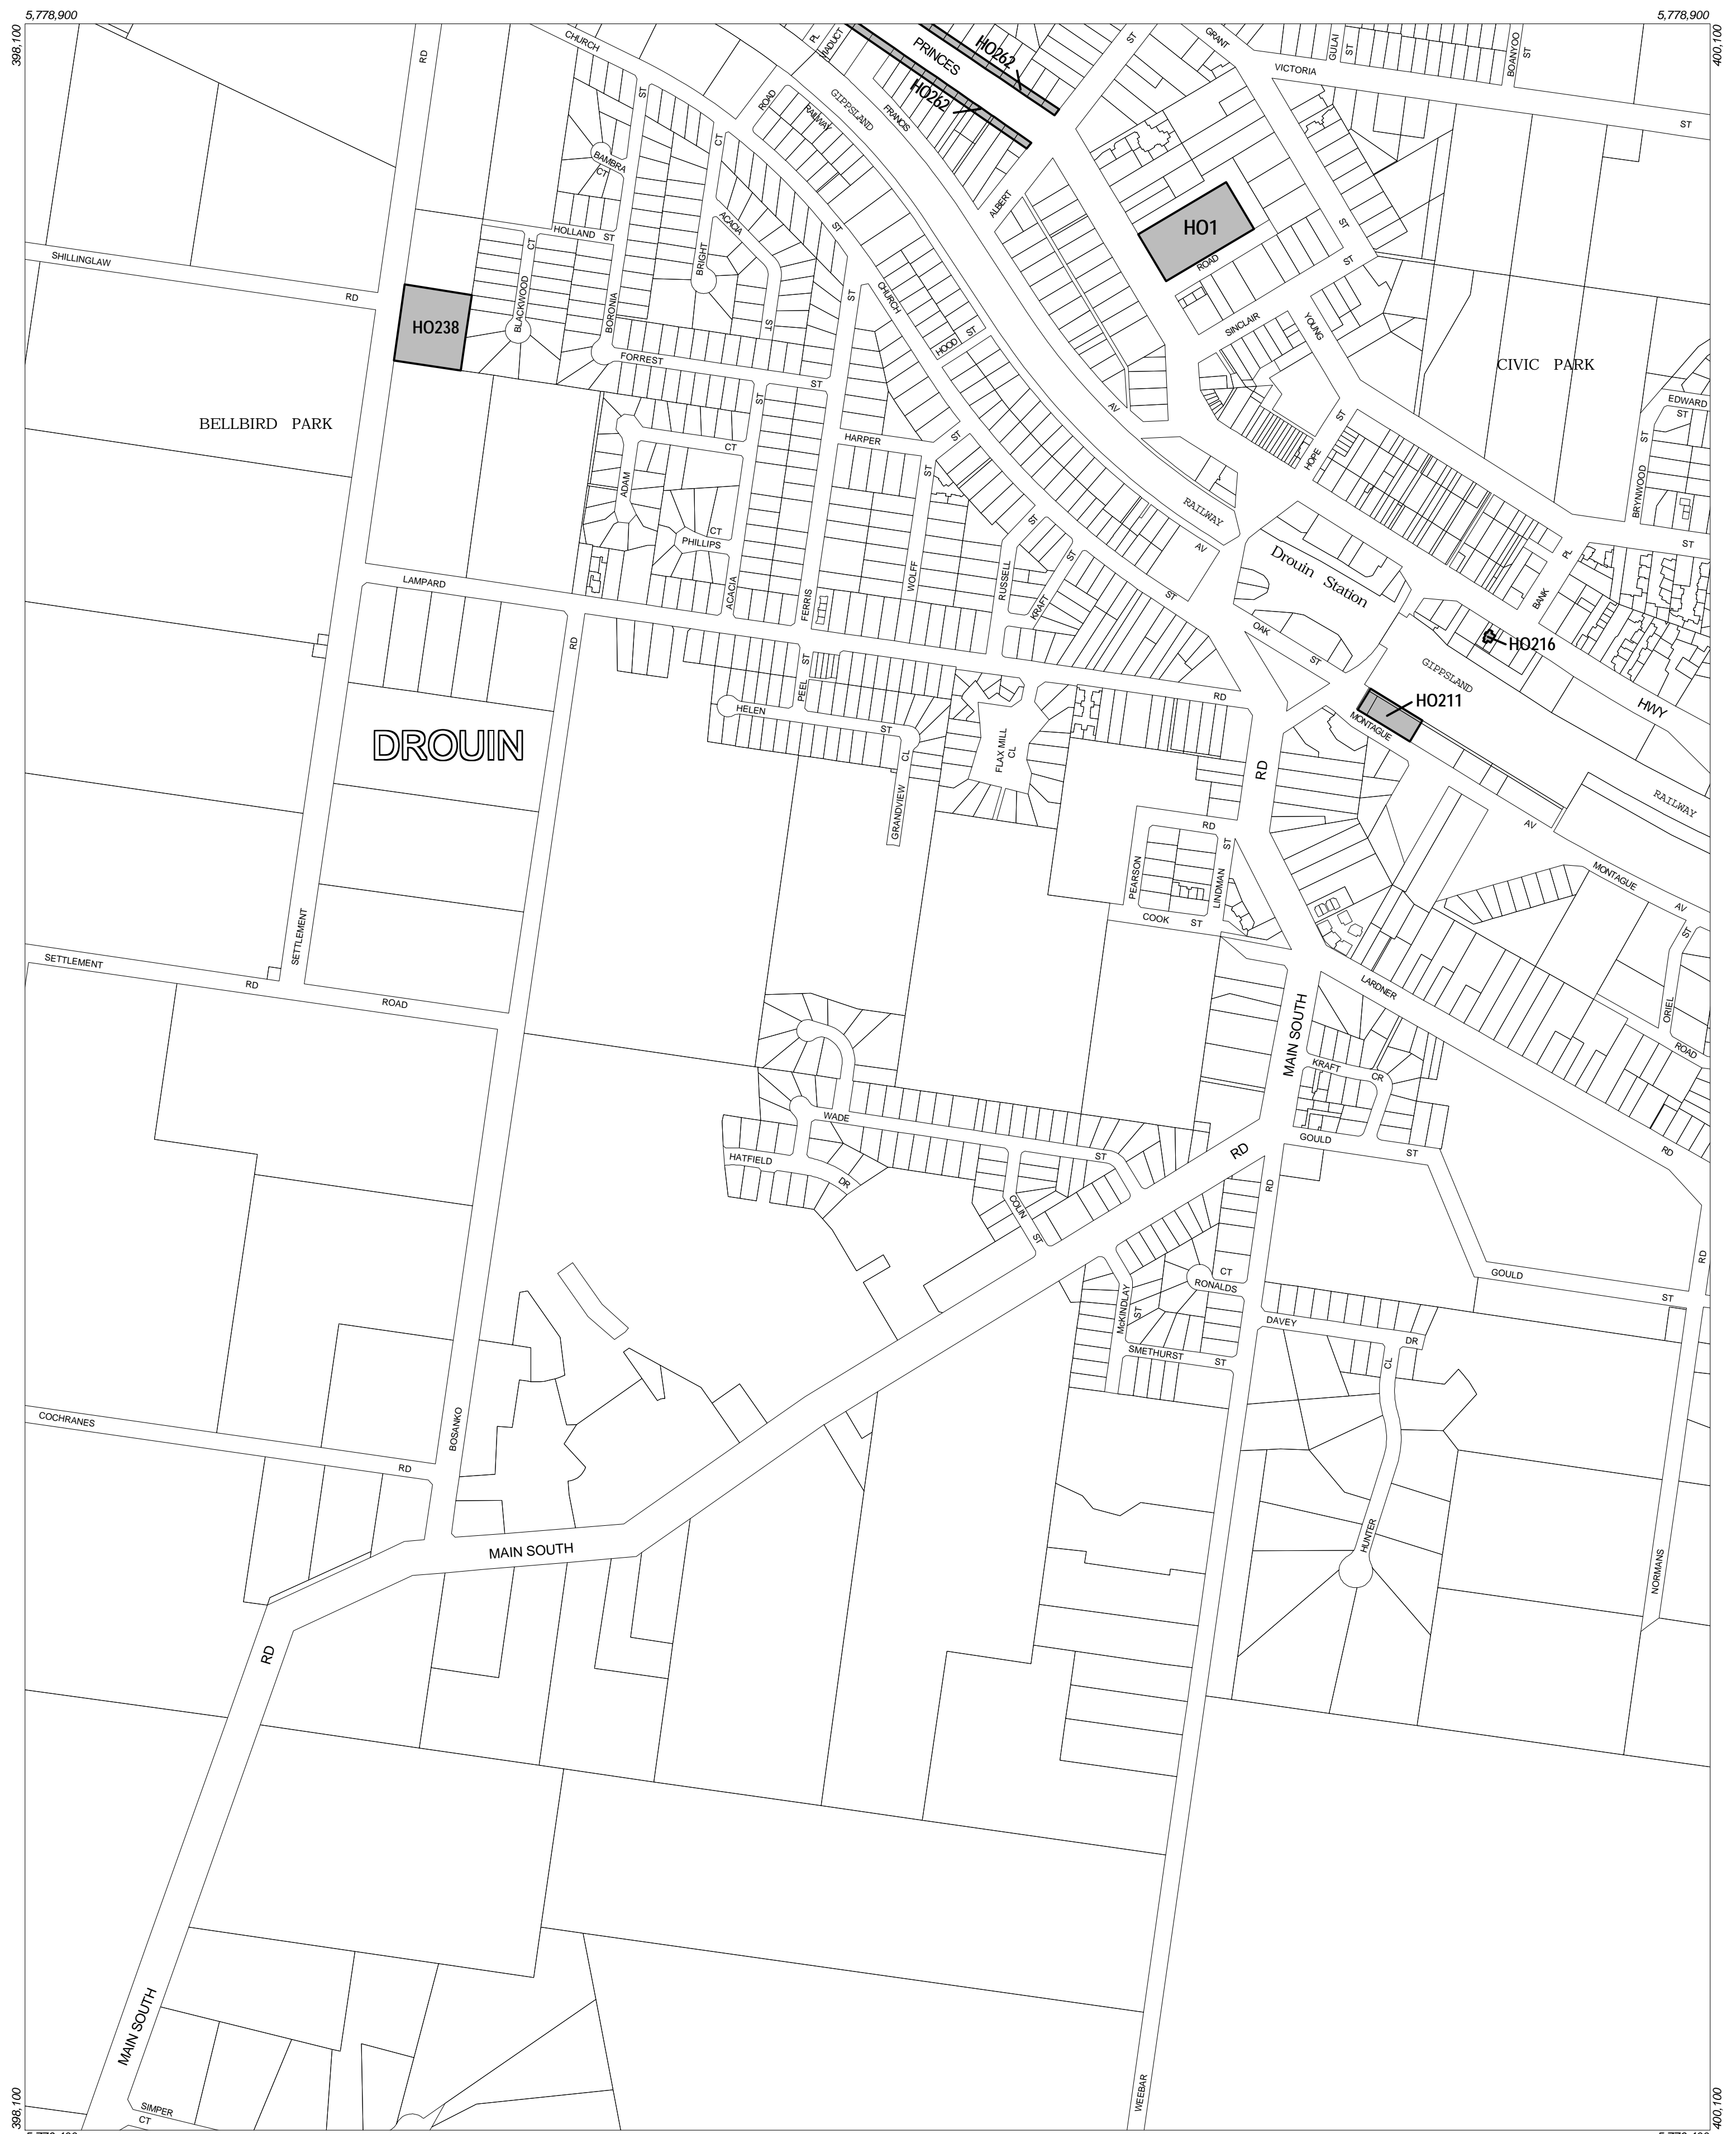 5,778,900
5,778,900
398,100
400,100
CHURCH
RD
PL
VIADUCT
PRINCES
HO262
HO262
ST
GRANT
VICTORIA
GULAI
ST
BOANYOO
ST
ST
ST
ROAD
RAILWAY
GIPPSLAND
FRANCIS
BAMBRA
CT
CT
ACACIA
ST
ALBERT
HO1
ROAD
ST
ST
SHILLINGLAW
RD
HOLLAND ST
CT
BRIGHT
BLACKWOOD
BORONIA
ST
ST
CHURCH
HOOD ST
SINCLAIR
YOUNG
HO238
FORREST
ST
ST
AV
CIVIC PARK
EDWARD
ST
BELLBIRD PARK
HARPER
ST
CT
ST
ST
HOPE
ST
BRYNWOOD
ADAM
CT
PHILLIPS
RAILWAY
AV
ST
ST
RUSSELL
WOLFF
KRAFT
ST
Drouin Station
PL
ST
BANK
LAMPARD
ACACIA
FERRIS
OAK
ST
HO216
RD
ST
PEEL
HELEN
ST
CL
RD
GIPPSLAND
HO211
MONTAGUE
HWY
DROUIN
FLAX MILL
CL
GRANDVIEW
RD
RAILWAY
RD
ST
AV
PEARSON
LINDMAN
COOK ST
MONTAGUE
AV
ST
SETTLEMENT
SETTLEMENT
RD
ROAD
LARDNER
MAIN SOUTH
ORIEL
ROAD
KRAFT
CR
WADE
ST
RD
GOULD
ST
RD
HATFIELD
DR
RD
COLIN
ST
CT
RONALDS
McKINDLAY
ST
GOULD
ST
RD
DAVEY
DR
CL
SMETHURST
ST
COCHRANES
RD
BOSANKO
MAIN SOUTH
HUNTER
NORMANS
RD
MAIN SOUTH
WEEBAR
SIMPER
CT
398,100
400,100